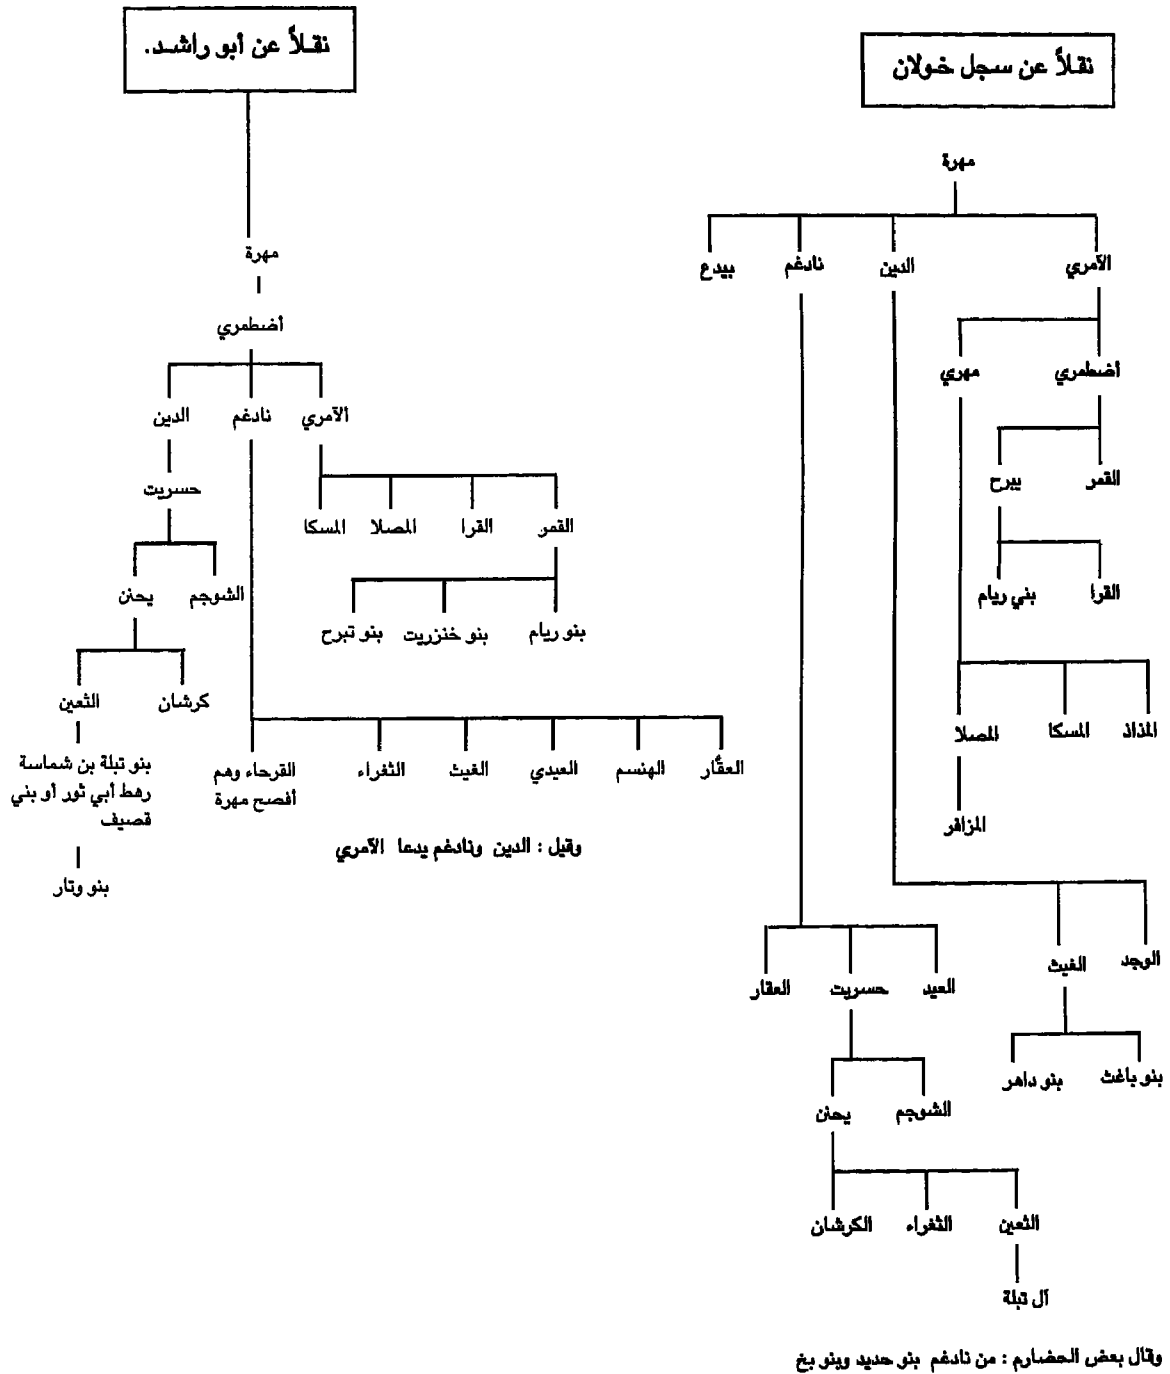 نقلاً عن سجل خولان
مهرة
الآمري
الدين
نادغم
بيدع
أضطمري
مهري
القمر
بيرح
القرا
بني ريام
المذاذ
المسكا
المصلا
المزافر
الوجد
الغيث
بنو باغث
بنو داهر
العيد
حسريت
العقار
الشوجم
يحنن
الثعين
الثغراء
الكرشان
آل تبلة
وقال بعض الحضارم : من نادغم بنو حديد وبنو بخ
نقلاً عن أبو راشد.
مهرة
أضطمري
الآمري
نادغم
الدين
القمر
القرا
المصلا
المسكا
بنو ريام
بنو خنزريت
بنو تبرح
حسريت
الشوجم
يحنن
كرشان
الثعين
بنو تبلة بن شماسة
رهط أبي ثور أو بني
قصيف
بنو وتار
العقَّار
الهنسم
العيدي
الغيث
الثغراء
القرحاء وهم
أفصح مهرة
وقيل : الدين ونادغم يدعا الآمري